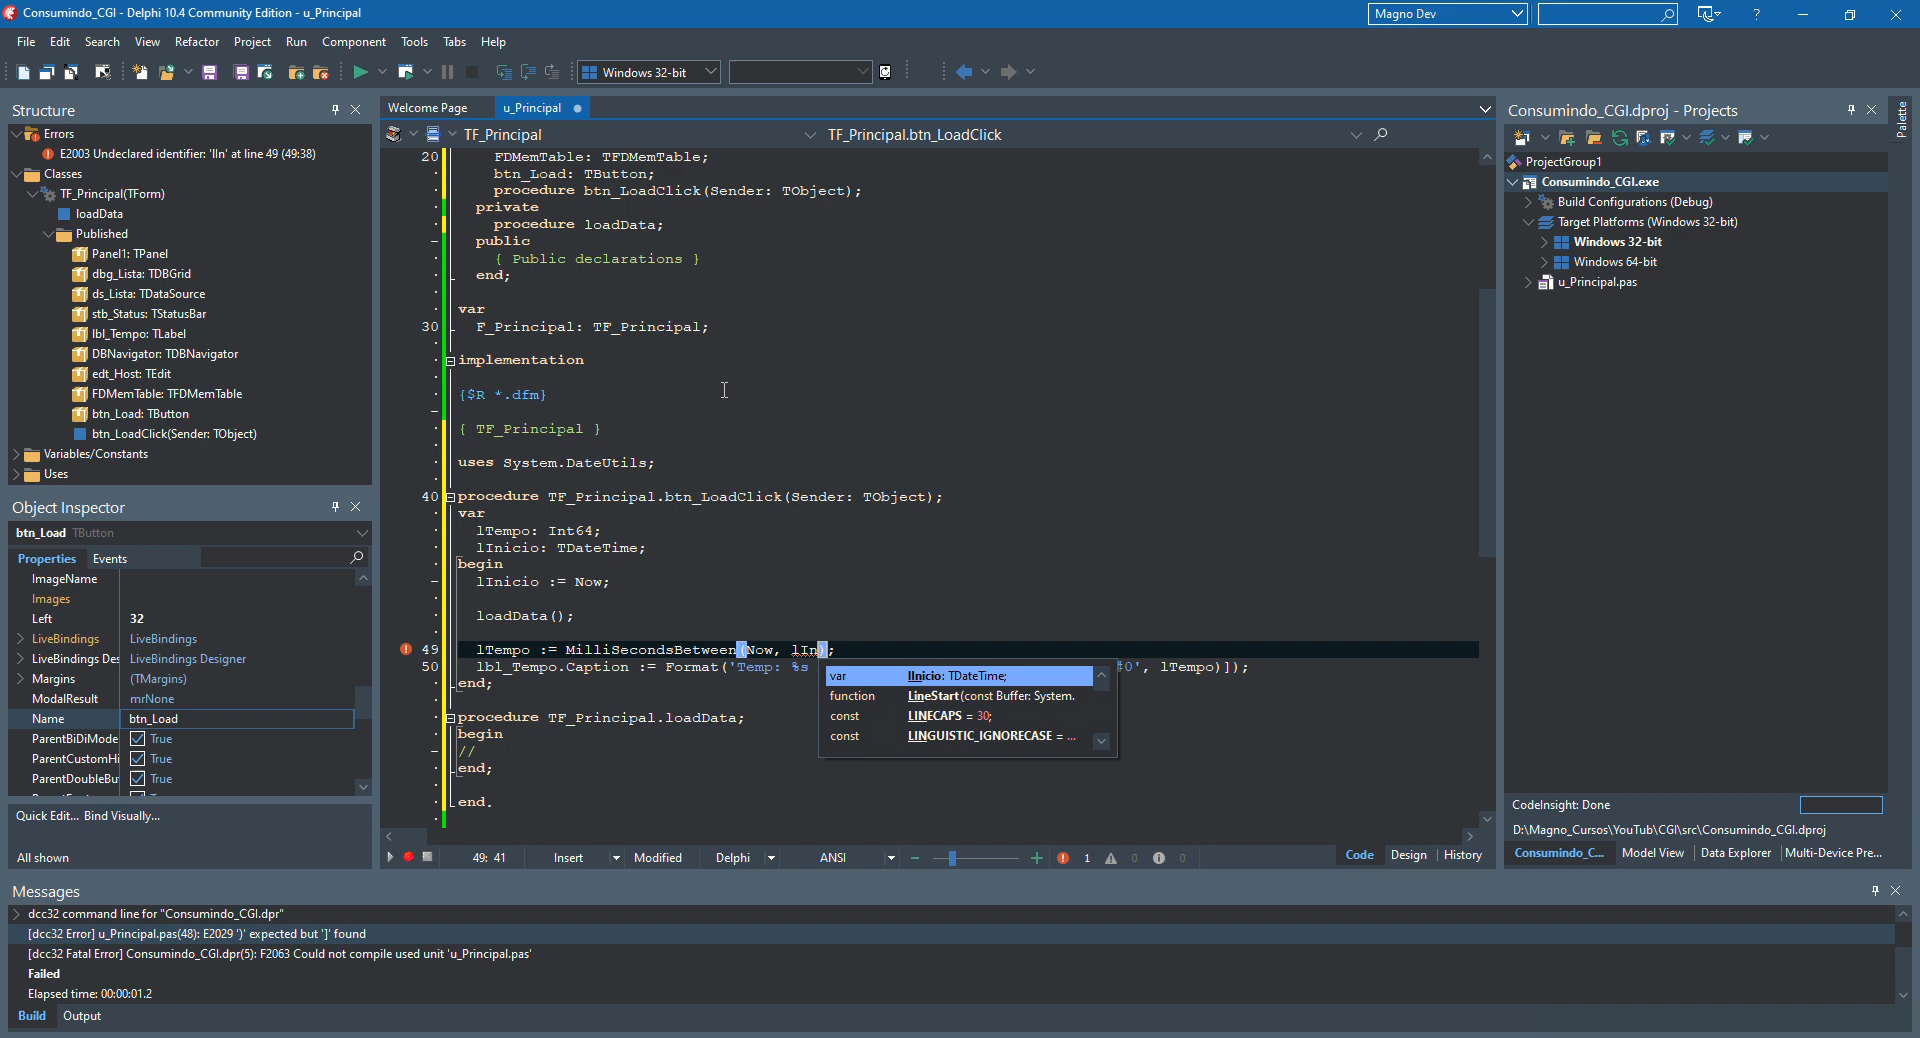 Consumindo_CGI - Delphi 10.4 Community Edition - u_Principal
Magno Dev
?
File Edit Search View Refactor Project Run Component Tools Tabs Help
Windows 32-bit
Structure
Errors
E2003 Undeclared identifier: 'lIn' at line 49 (49:38)
Classes
TF_Principal(TForm)
loadData
Published
Panel1: TPanel
dbg_Lista: TDBGrid
ds_Lista: TDataSource
stb_Status: TStatusBar
lbl_Tempo: TLabel
DBNavigator: TDBNavigator
edt_Host: TEdit
FDMemTable: TFDMemTable
btn_Load: TButton
btn_LoadClick(Sender: TObject)
Variables/Constants
Uses
Object Inspector
btn_Load TButton
Properties Events
ImageName
Images
Left 32
LiveBindings LiveBindings
LiveBindings Des LiveBindings Designer
Margins (TMargins)
ModalResult mrNone
Name btn_Load
ParentBiDiMode True
ParentCustomHi True
ParentDoubleBu True
Quick Edit... Bind Visually...
All shown
Welcome Page u_Principal
TF_Principal TF_Principal.btn_LoadClick
20 FDMemTable: TFDMemTable;
btn_Load: TButton;
procedure btn_LoadClick(Sender: TObject);
private
procedure loadData;
public
{ Public declarations }
end;
var
30 F_Principal: TF_Principal;
implementation
{$R *.dfm}
{ TF_Principal }
uses System.DateUtils;
40 procedure TF_Principal.btn_LoadClick(Sender: TObject);
var
lTempo: Int64;
lInicio: TDateTime;
begin
lInicio := Now;
loadData();
49 lTempo := MilliSecondsBetween(Now, lIn);
50 lbl_Tempo.Caption := Format('Temp: %s #0', lTempo)]);
end;
procedure TF_Principal.loadData;
begin
//
end;
end.
var lInicio: TDateTime;
function LineStart(const Buffer: System.
const LINECAPS = 30;
const LINGUISTIC_IGNORECASE = ...
49: 41 Insert Modified Delphi ANSI 1 0 0
Code Design History
Consumindo_CGI.dproj - Projects
ProjectGroup1
Consumindo_CGI.exe
Build Configurations (Debug)
Target Platforms (Windows 32-bit)
Windows 32-bit
Windows 64-bit
u_Principal.pas
CodeInsight: Done
D:\Magno_Cursos\YouTub\CGI\src\Consumindo_CGI.dproj
Consumindo_C... Model View Data Explorer Multi-Device Pre...
Palette
Messages
dcc32 command line for "Consumindo_CGI.dpr"
[dcc32 Error] u_Principal.pas(48): E2029 ')' expected but ']' found
[dcc32 Fatal Error] Consumindo_CGI.dpr(5): F2063 Could not compile used unit 'u_Principal.pas'
Failed
Elapsed time: 00:00:01.2
Build Output